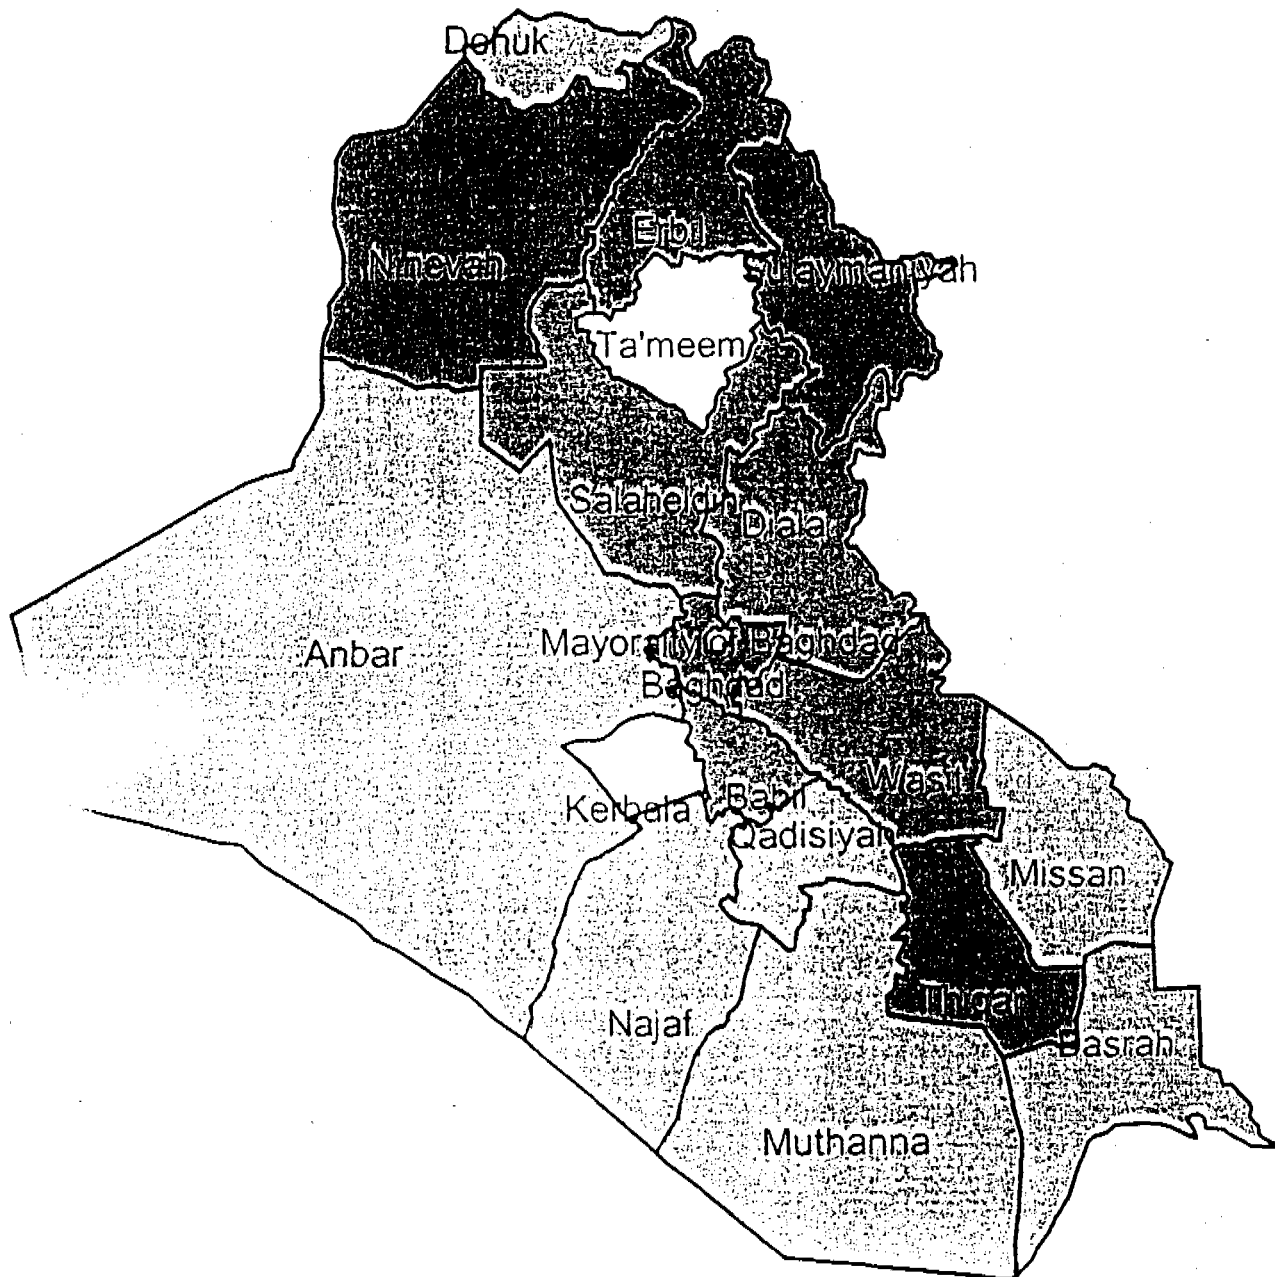 Dohuk
Erbil
Ninevah
Sulaymaniyah
Ta'meem
Salaheldin
Diala
Mayorality of Baghdad
Anbar
Baghdad
Wasit
Babil
Kerbala
Qadisiyah
Missan
Thiqar
Najaf
Basrah
Muthanna